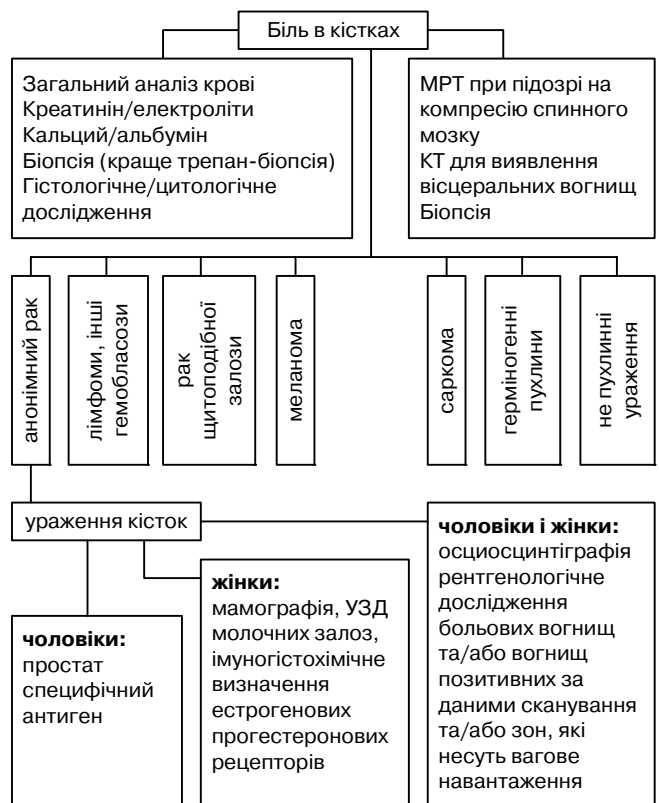 Біль в кістках
Загальний аналіз крові
Креатинін/електроліти
Кальций/альбумін
Біопсія (краще трепан-біопсія)
Гістологічне/цитологічне
дослідження
МРТ при підозрі на
компресію спинного
мозку
КТ для виявлення
вісцеральних вогнищ
Біопсія
анонімний рак
лімфоми, інші
гемобласози
рак
щитоподібної
залози
меланома
саркома
герміногенні
пухлини
не пухлинні
ураження
ураження кісток
чоловіки:
простат
специфічний
антиген
жінки:
мамографія, УЗД
молочних залоз,
імуногістохімічне
визначення
естрогенових
прогестеронових
рецепторів
чоловіки і жінки:
осциосцинтіграфія
рентгенологічне
дослідження
больових вогнищ
та/або вогнищ
позитивних за
даними сканування
та/або зон, які
несуть вагове
навантаження